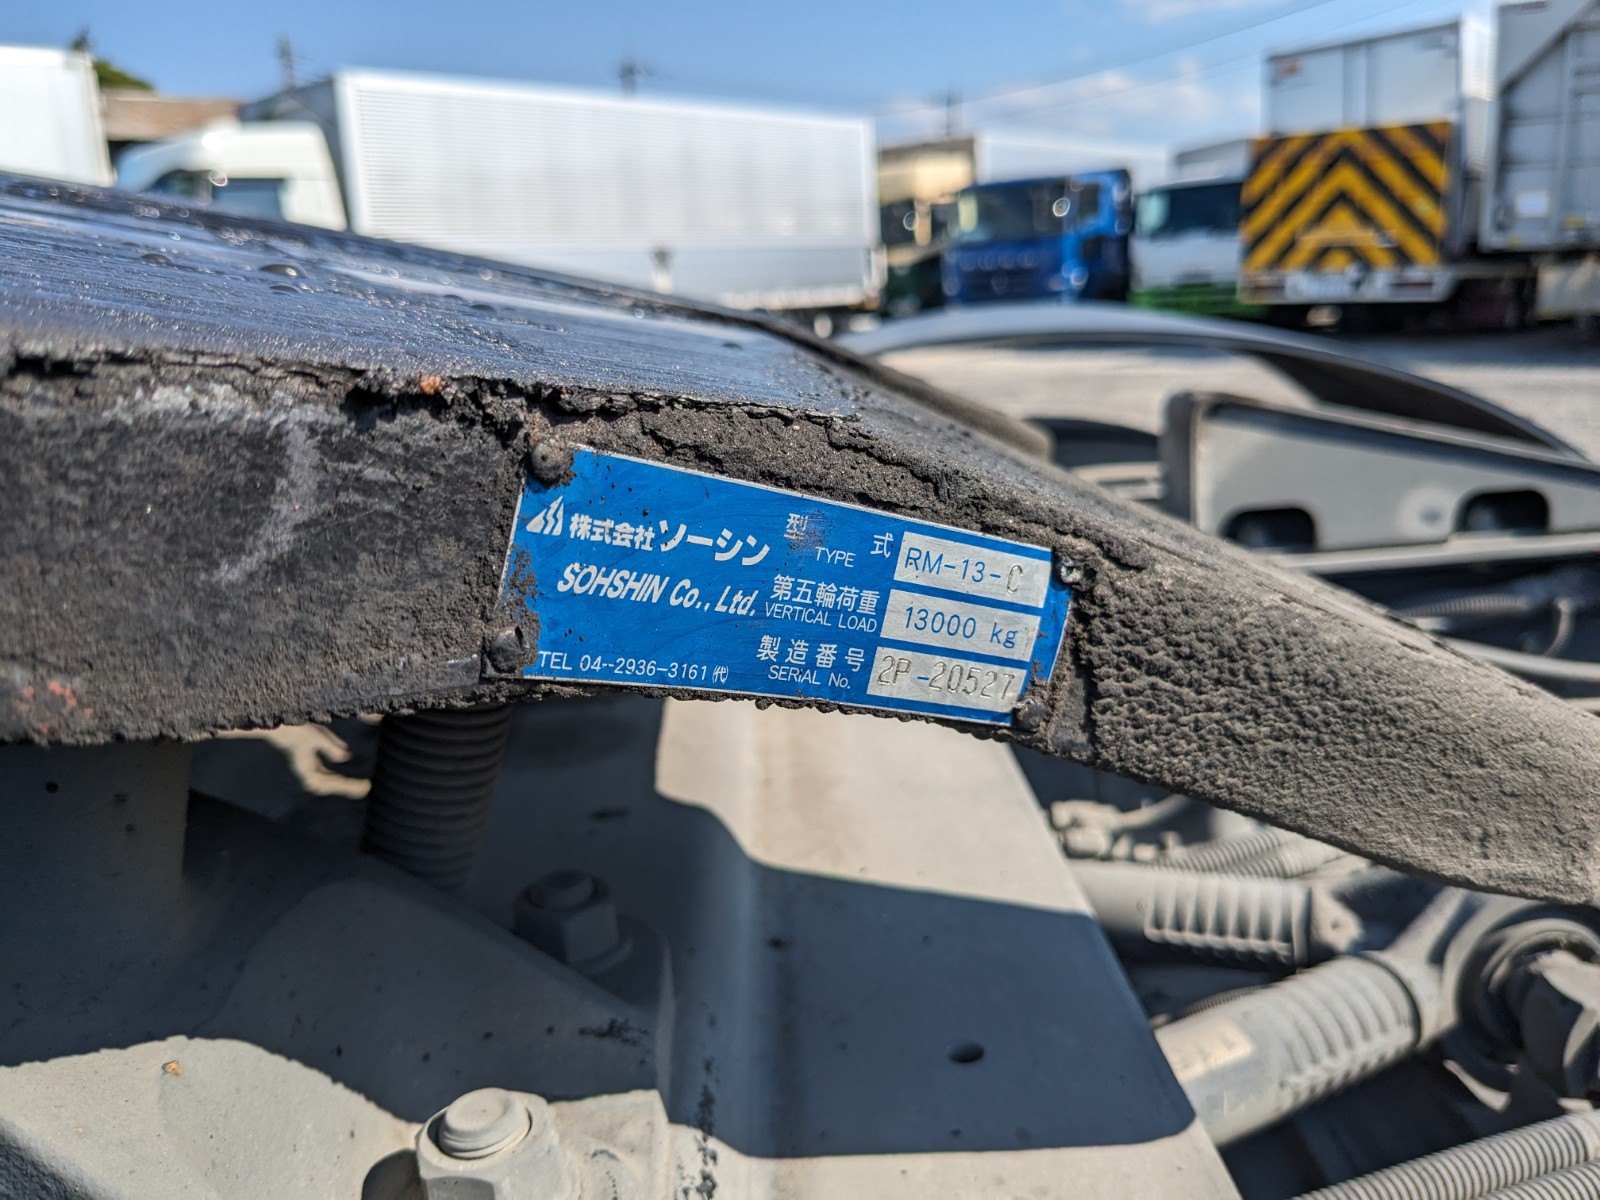 株式会社ソーシン
SOHSHIN Co., Ltd.
TEL 04--2936-3161 ㈹
型式
TYPE
RM-13-C
第五輪荷重
VERTICAL LOAD
13000 kg
製造番号
SERIAL No.
2P-20527